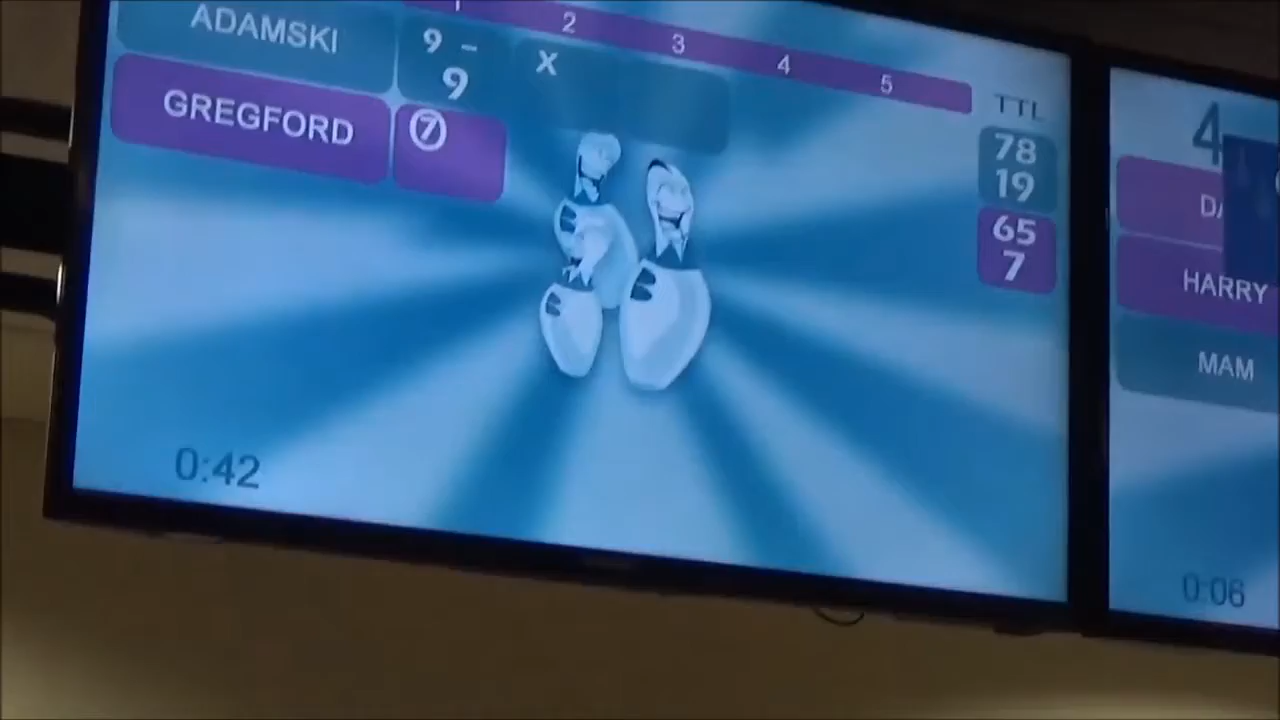 1 2 3 4 5 TTL
ADAMSKI 9 - X 78
9 19
GREGFORD 7 65
7
0:42
4
HARRY
MAM
0:06